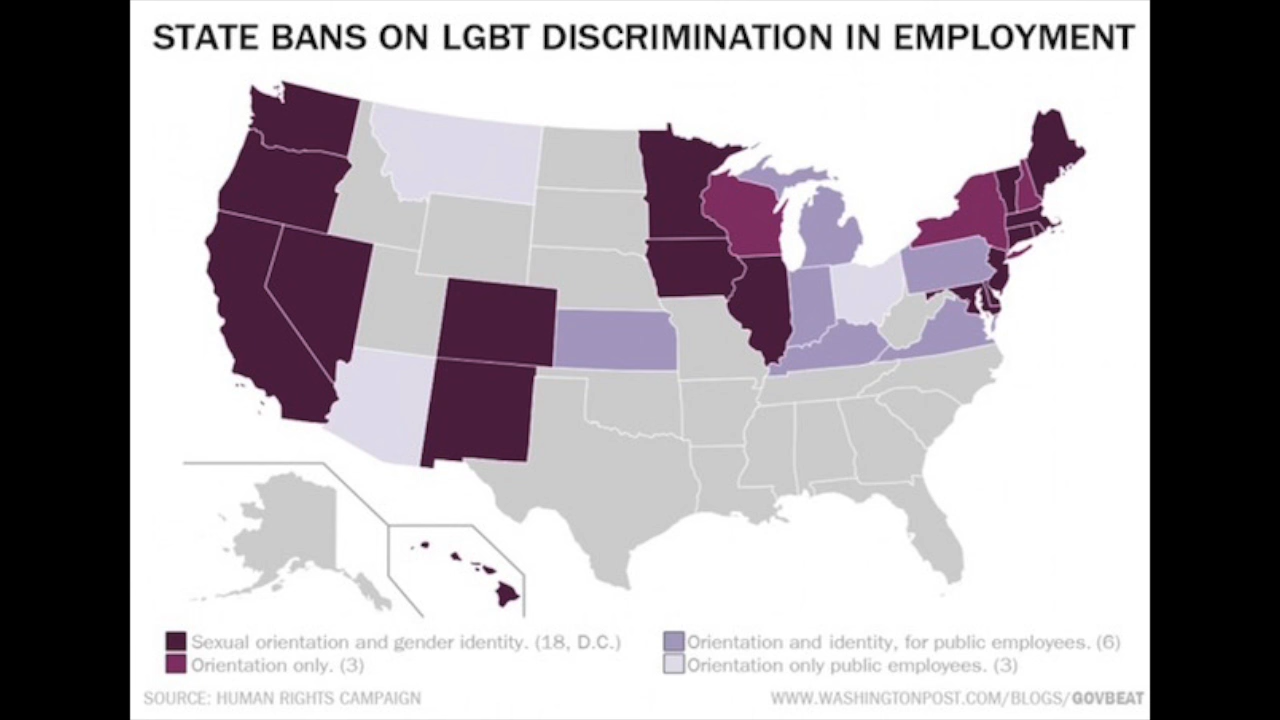 STATE BANS ON LGBT DISCRIMINATION IN EMPLOYMENT
Sexual orientation and gender identity. (18, D.C.)
Orientation only. (3)
Orientation and identity, for public employees. (6)
Orientation only public employees. (3)
SOURCE: HUMAN RIGHTS CAMPAIGN
WWW.WASHINGTONPOST.COM/BLOGS/GOVBEAT